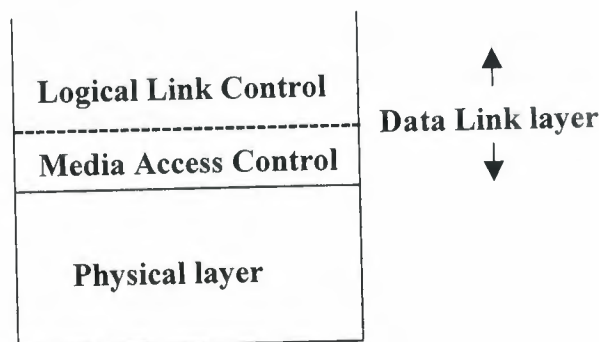 Logical Link Control
Data Link layer
Media Access Control
Physical layer